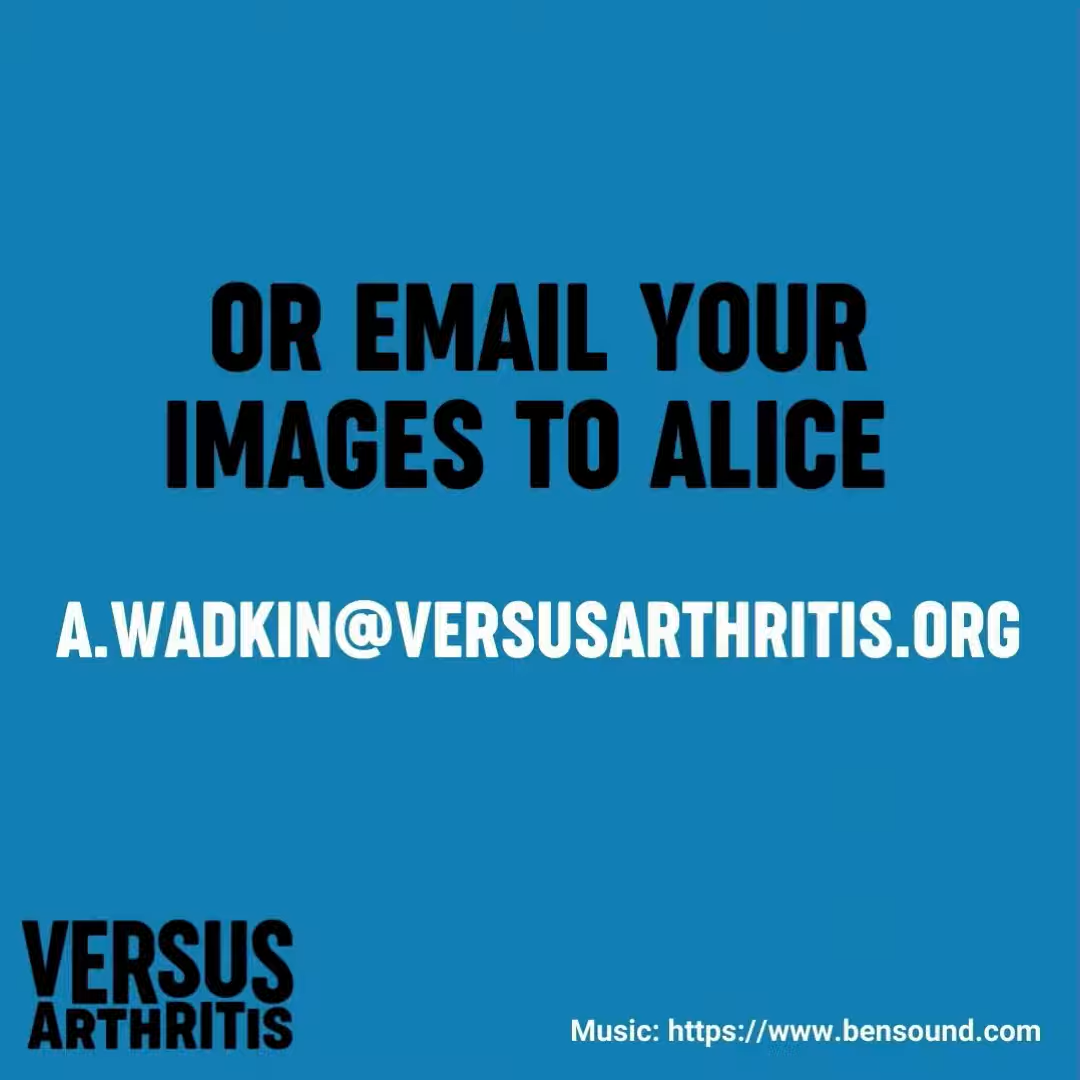 OR EMAIL YOUR
IMAGES TO ALICE
A.WADKIN@VERSUSARTHRITIS.ORG
VERSUS
ARTHRITIS
Music: https://www.bensound.com